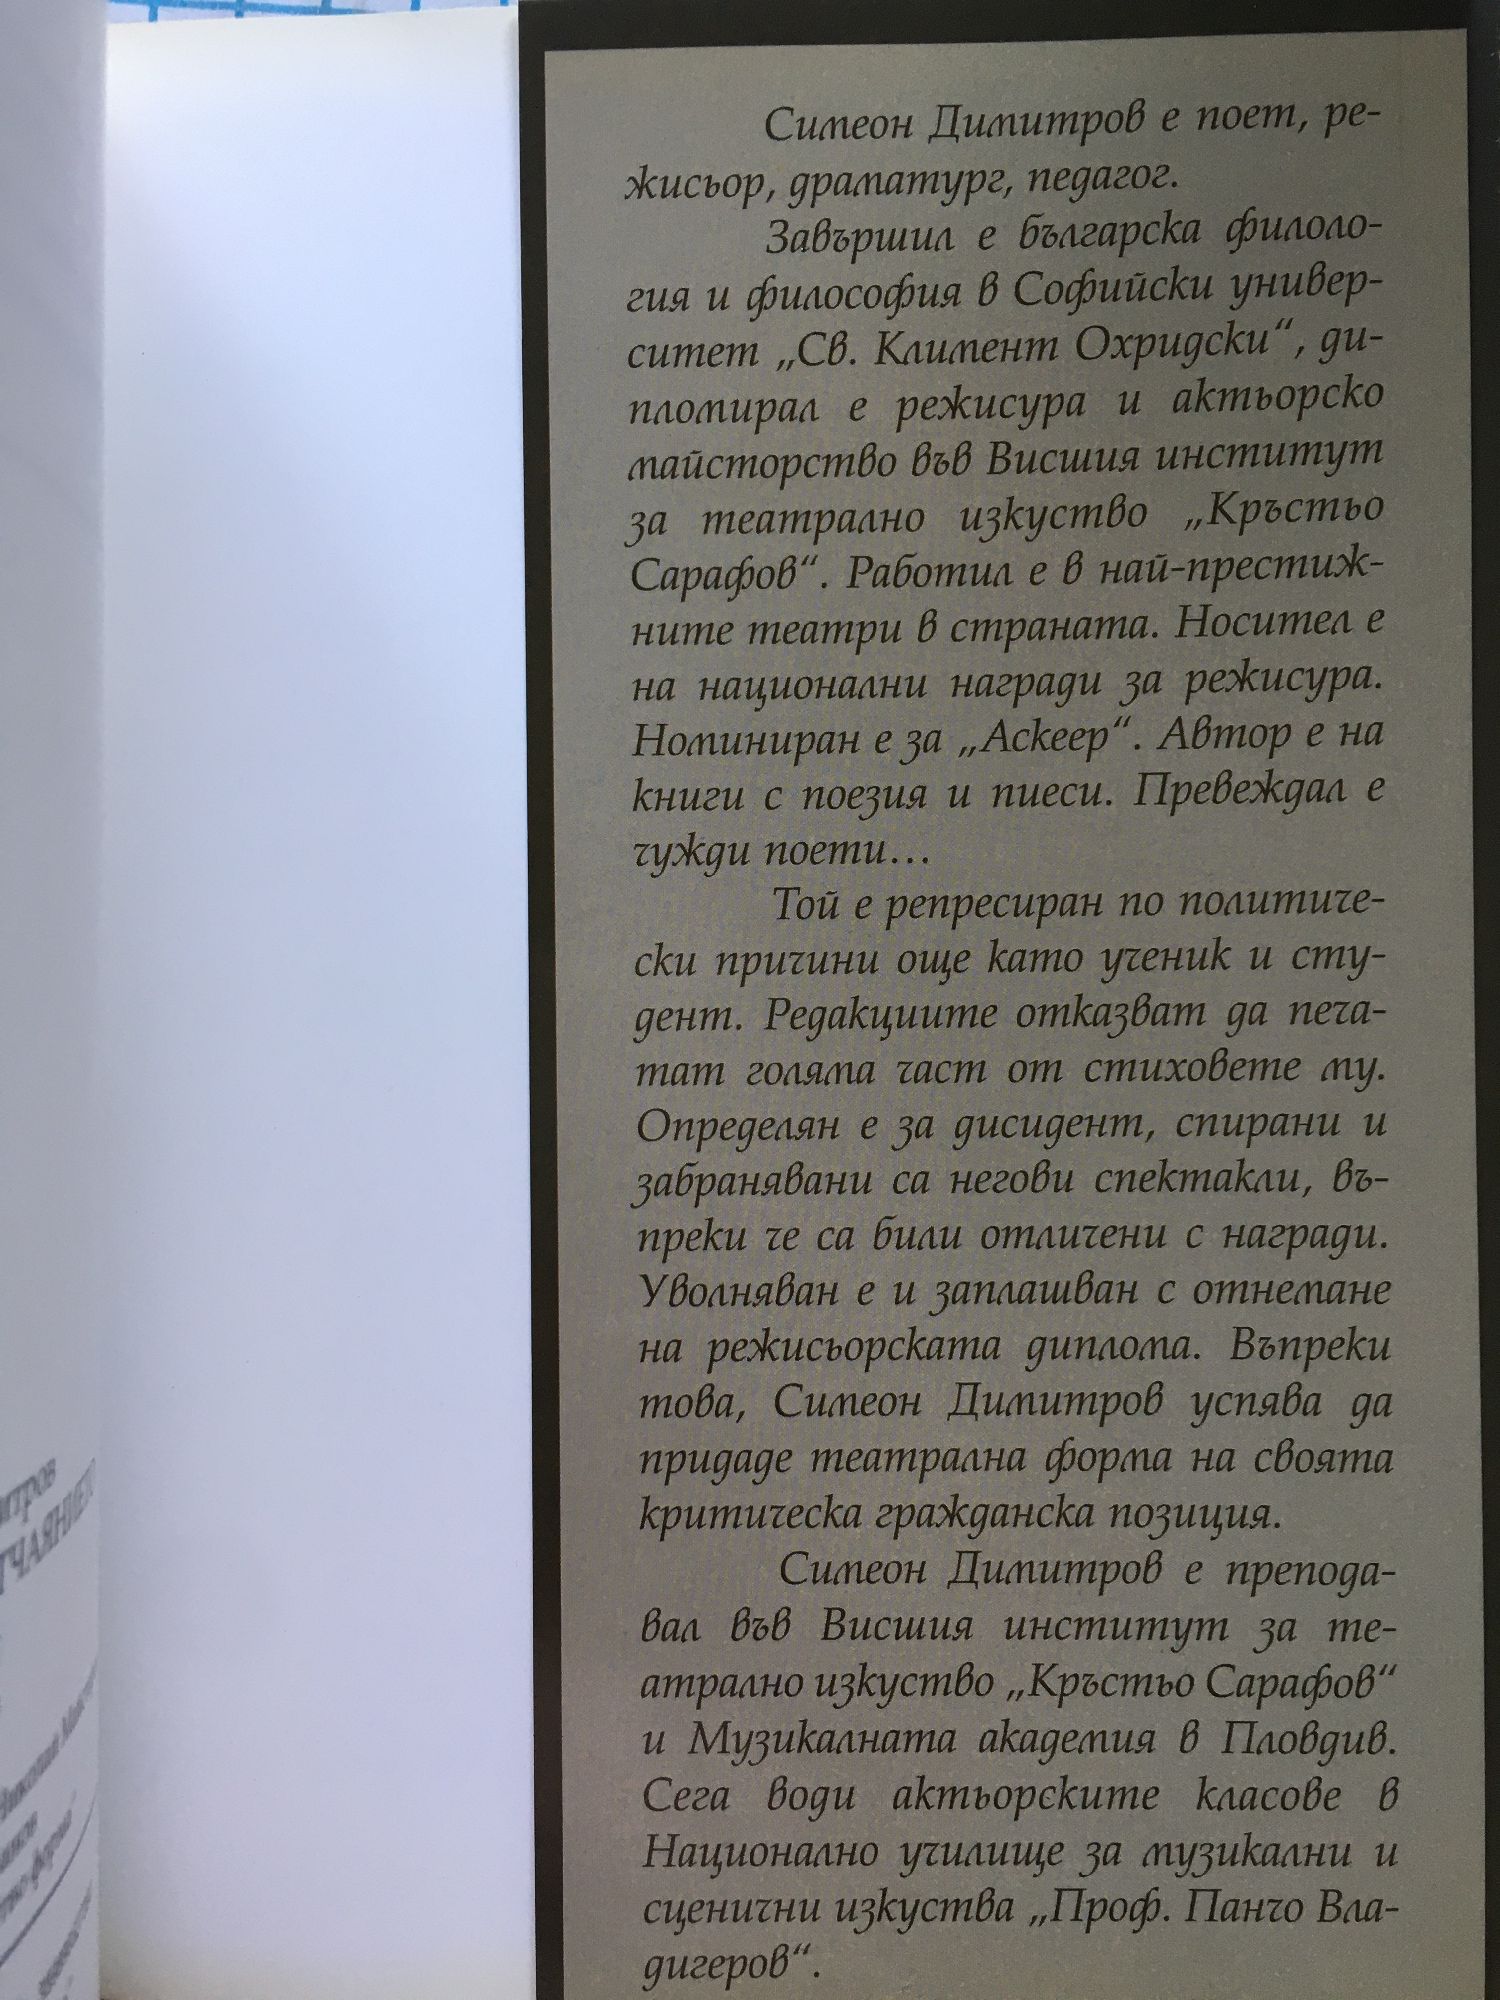 Симеон Димитров е поет, ре-
жисьор, драматург, педагог.
Завършил е българска филоло-
гия и философия в Софийски универ-
ситет „Св. Климент Охридски“, ди-
пломирал е режисура и актьорско
майсторство във Висшия институт
за театрално изкуство „Кръстьо
Сарафов“. Работил е в най-престиж-
ните театри в страната. Носител е
на национални награди за режисура.
Номиниран е за „Аскеер“. Автор е на
книги с поезия и пиеси. Превеждал е
чужди поети…
Той е репресиран по политиче-
ски причини още като ученик и сту-
дент. Редакциите отказват да печа-
тат голяма част от стиховете му.
Определян е за дисидент, спирани и
забранявани са негови спектакли, въ-
преки че са били отличени с награди.
Уволняван е и заплашван с отнемане
на режисьорската диплома. Въпреки
това, Симеон Димитров успява да
придаде театрална форма на своята
критическа гражданска позиция.
Симеон Димитров е препода-
вал във Висшия институт за те-
атрално изкуство „Кръстьо Сарафов“
и Музикалната академия в Пловдив.
Сега води актьорските класове в
Национално училище за музикални и
сценични изкуства „Проф. Панчо Вла-
дигеров“.